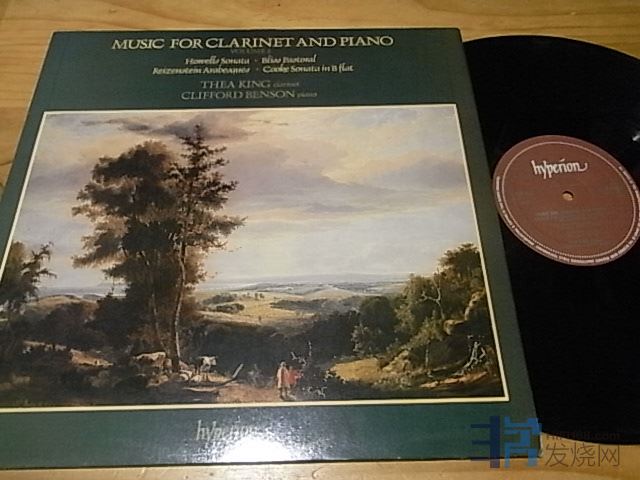 MUSIC FOR CLARINET AND PIANO
VOLUME 2
Howells Sonata · Bliss Pastoral
Reizenstein Arabesques · Cooke Sonata in B flat
THEA KING clarinet
CLIFFORD BENSON piano
hyperion
hyperion
发烧网